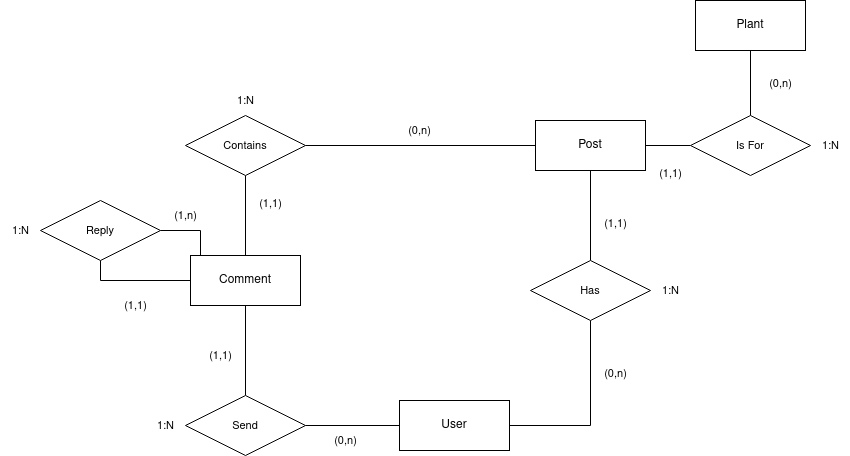 Plant
(0,n)
1:N
(0,n)
Contains
Post
Is For
1:N
(1,1)
(1,1)
(1,n)
(1,1)
1:N
Reply
Comment
Has
1:N
(1,1)
(1,1)
(0,n)
1:N
Send
User
(0,n)